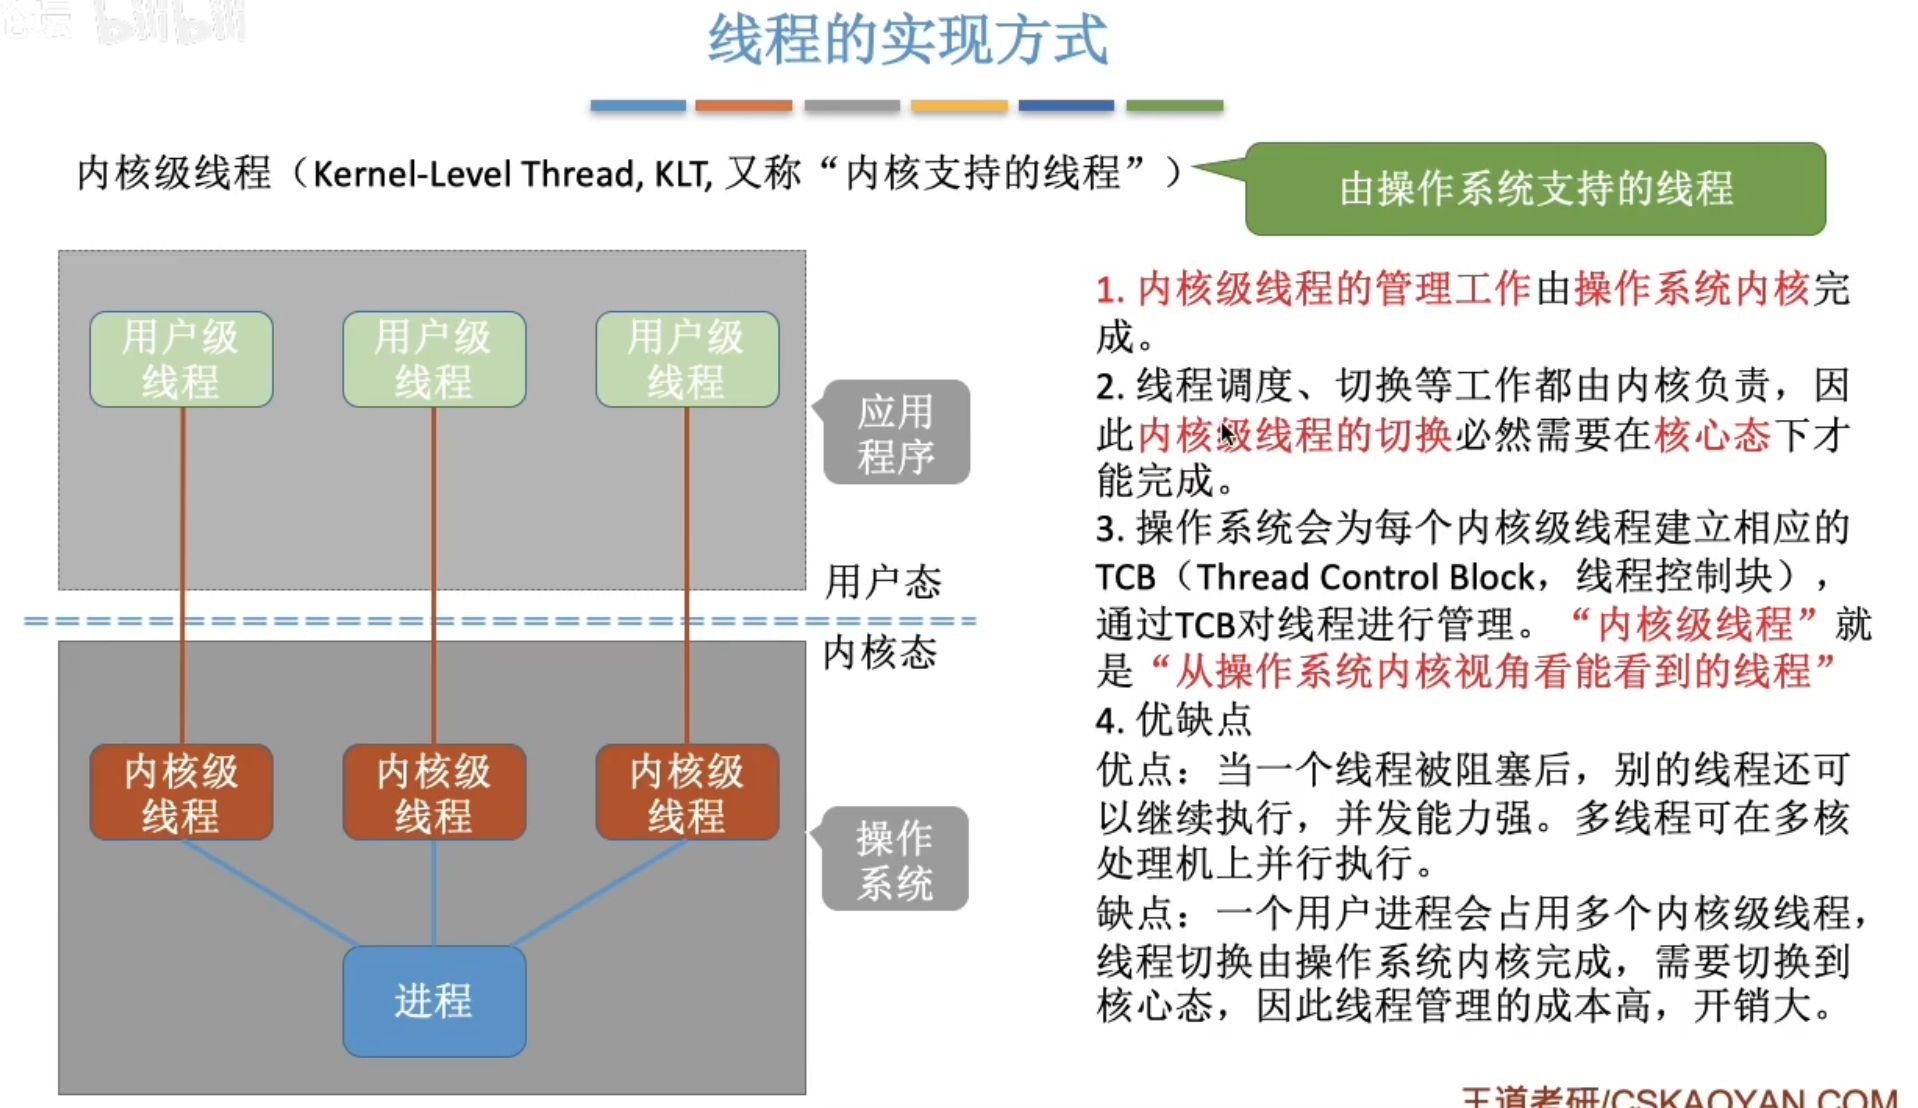 bilibili
线程的实现方式
内核级线程（Kernel-Level Thread, KLT, 又称“内核支持的线程”）
由操作系统支持的线程
用户级
线程
用户级
线程
用户级
线程
应用
程序
用户态
内核态
内核级
线程
内核级
线程
内核级
线程
操作
系统
进程
1. 内核级线程的管理工作由操作系统内核完
成。
2. 线程调度、切换等工作都由内核负责，因
此内核级线程的切换必然需要在核心态下才
能完成。
3. 操作系统会为每个内核级线程建立相应的
TCB（Thread Control Block，线程控制块），
通过TCB对线程进行管理。“内核级线程”就
是“从操作系统内核视角看能看到的线程”
4. 优缺点
优点：当一个线程被阻塞后，别的线程还可
以继续执行，并发能力强。多线程可在多核
处理机上并行执行。
缺点：一个用户进程会占用多个内核级线程，
线程切换由操作系统内核完成，需要切换到
核心态，因此线程管理的成本高，开销大。
王道考研/CSKAOYAN.COM